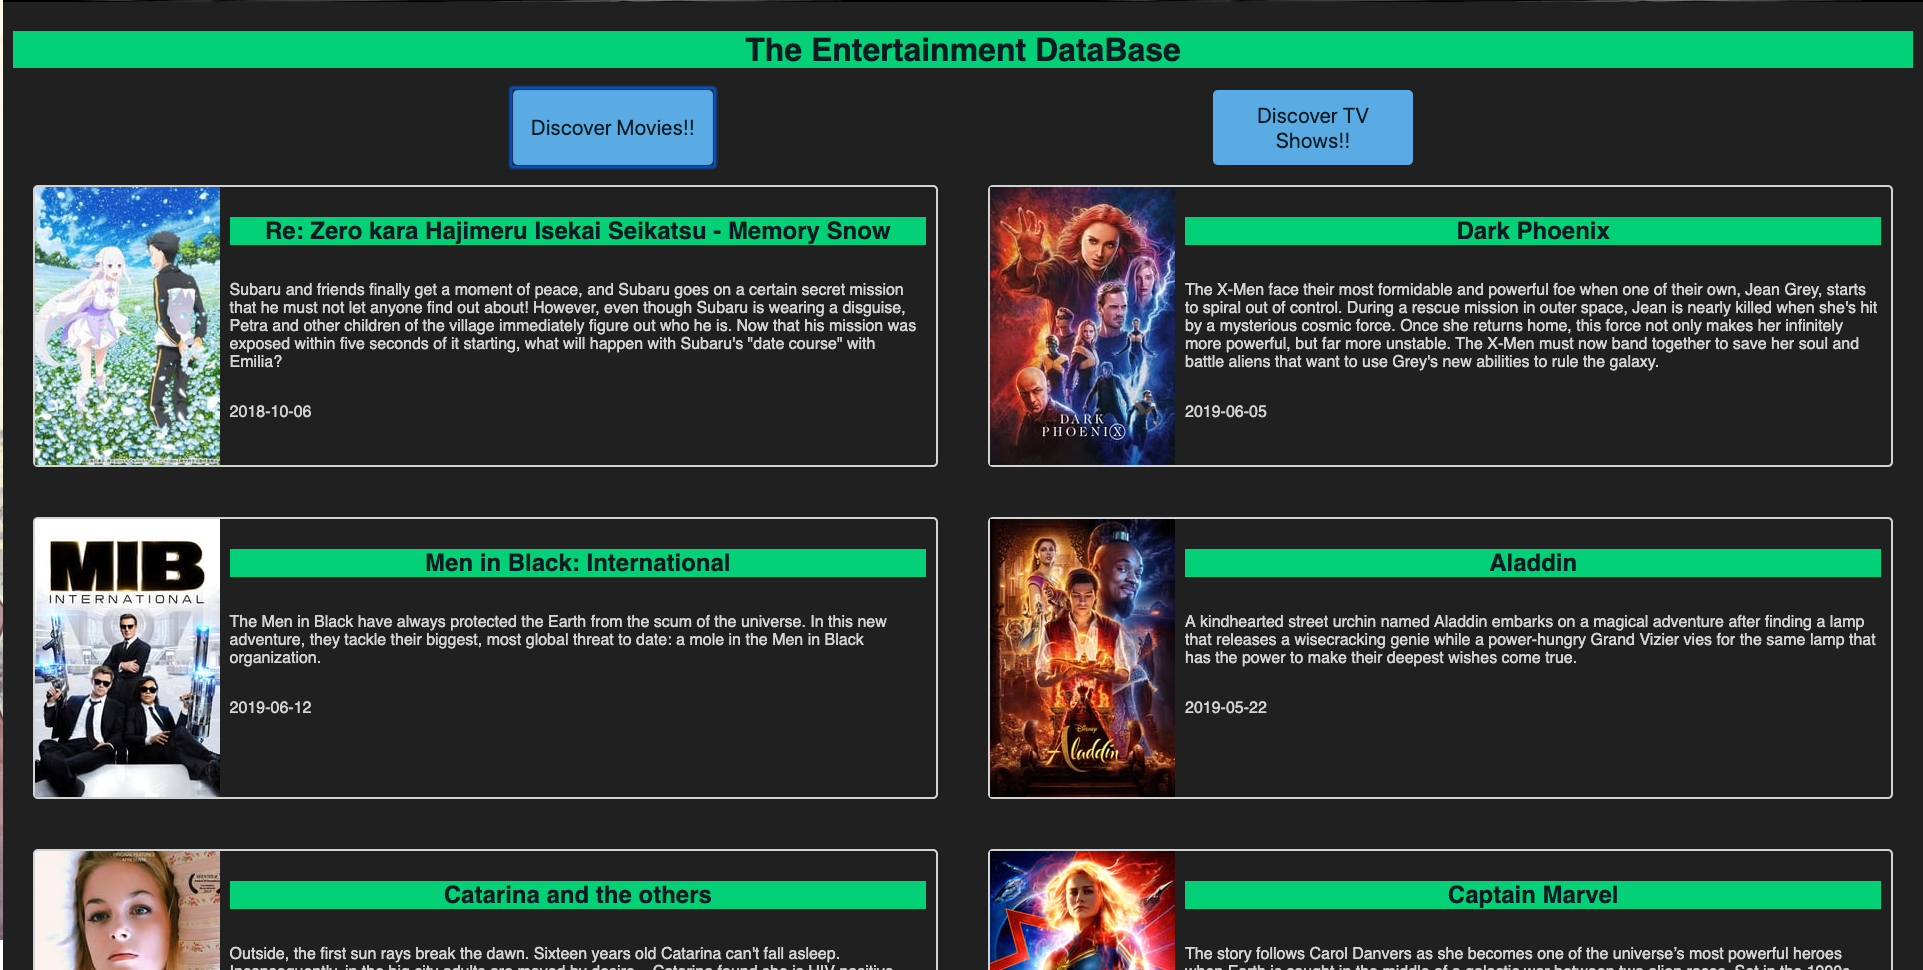 The Entertainment DataBase
Discover Movies!!
Discover TV
Shows!!
Re: Zero kara Hajimeru Isekai Seikatsu - Memory Snow
Subaru and friends finally get a moment of peace, and Subaru goes on a certain secret mission
that he must not let anyone find out about! However, even though Subaru is wearing a disguise,
Petra and other children of the village immediately figure out who he is. Now that his mission was
exposed within five seconds of it starting, what will happen with Subaru's "date course" with
Emilia?
2018-10-06
DARK
PHOENIX
Dark Phoenix
The X-Men face their most formidable and powerful foe when one of their own, Jean Grey, starts
to spiral out of control. During a rescue mission in outer space, Jean is nearly killed when she's hit
by a mysterious cosmic force. Once she returns home, this force not only makes her infinitely
more powerful, but far more unstable. The X-Men must now band together to save her soul and
battle aliens that want to use Grey's new abilities to rule the galaxy.
2019-06-05
MIB
INTERNATIONAL
Men in Black: International
The Men in Black have always protected the Earth from the scum of the universe. In this new
adventure, they tackle their biggest, most global threat to date: a mole in the Men in Black
organization.
2019-06-12
Disney
Aladdin
Aladdin
A kindhearted street urchin named Aladdin embarks on a magical adventure after finding a lamp
that releases a wisecracking genie while a power-hungry Grand Vizier vies for the same lamp that
has the power to make their deepest wishes come true.
2019-05-22
Catarina and the others
Outside, the first sun rays break the dawn. Sixteen years old Catarina can't fall asleep.
Captain Marvel
The story follows Carol Danvers as she becomes one of the universe's most powerful heroes